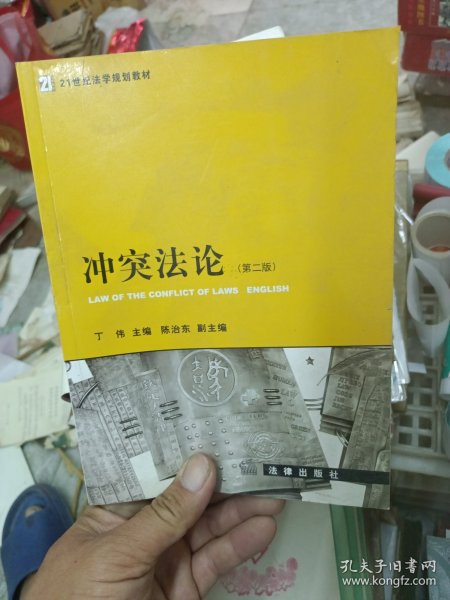 21世纪法学规划教材
冲突法论（第二版）
LAW OF THE CONFLICT OF LAWS ENGLISH
丁 伟 主编 陈治东 副主编
法律出版社
孔夫子旧书网
www.kongfz.com